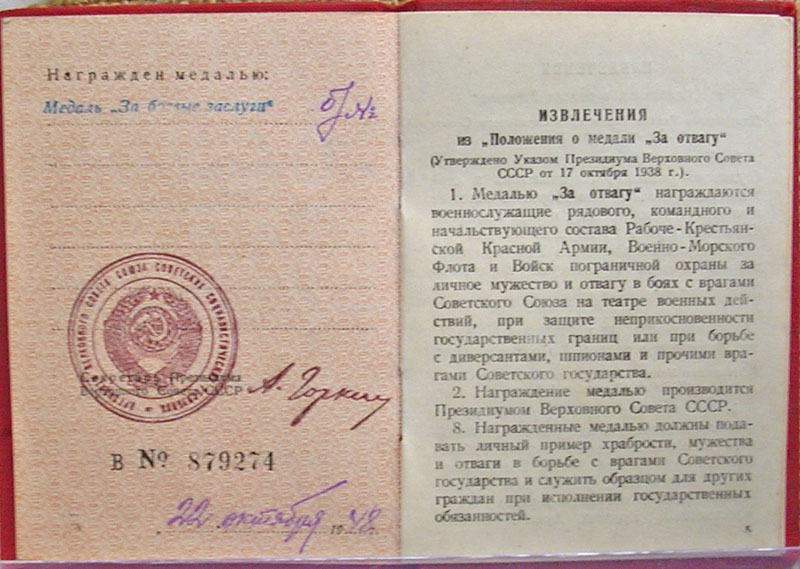 Награжден медалью:
Медаль „За боевые заслуги“ б/№
Секретарь Президиума
СССР А. Горкин
В № 879274
22 октября 1948 г.
ИЗВЛЕЧЕНИЯ
из „Положения о медали „За отвагу“
(Утверждено Указом Президиума Верховного Совета
СССР от 17 октября 1938 г.).
1. Медалью „За отвагу“ награждаются
военнослужащие рядового, командного и
начальствующего состава Рабоче-Крестьян-
ской Красной Армии, Военно-Морского
Флота и Войск пограничной охраны за
личное мужество и отвагу в боях с врагами
Советского Союза на театре военных дей-
ствий, при защите неприкосновенности
государственных границ или при борьбе
с диверсантами, шпионами и прочими вра-
гами Советского государства.
2. Награждение медалью производится
Президиумом Верховного Совета СССР.
8. Награжденные медалью должны пода-
вать личный пример храбрости, мужества
и отваги в борьбе с врагами Советского
государства и служить образцом для других
граждан при исполнении государственных
обязанностей.